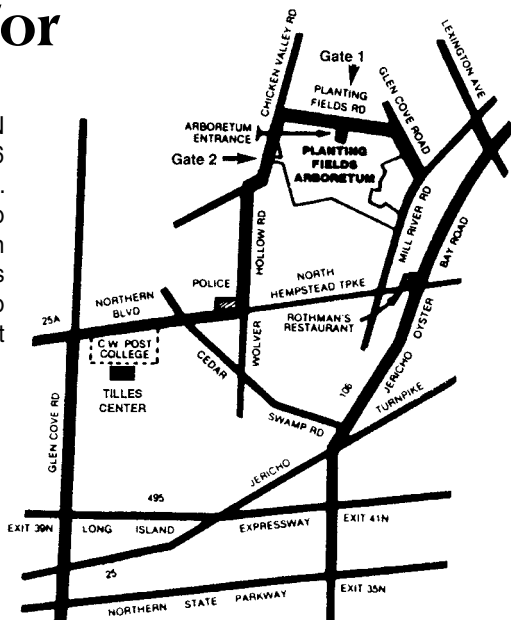 for
N
6
.
o
n
s
o
t
CHICKEN VALLEY RD
Gate 1
LEXINGTON AVE
PLANTING
FIELDS RD
GLEN COVE ROAD
ARBORETUM
ENTRANCE
Gate 2
PLANTING
FIELDS
ARBORETUM
MILL RIVER RD
HOLLOW RD
BAY ROAD
POLICE
NORTH
HEMPSTEAD TPKE
NORTHERN
BLVD
25A
ROTHMAN'S
RESTAURANT
OYSTER
C W POST
COLLEGE
WOLVER
CEDAR
JERICHO
TILLES
CENTER
106
TURNPIKE
SWAMP RD
GLEN COVE RD
JERICHO
495
EXIT 39N
LONG ISLAND EXPRESSWAY
EXIT 41N
25
EXIT 35N
NORTHERN STATE PARKWAY